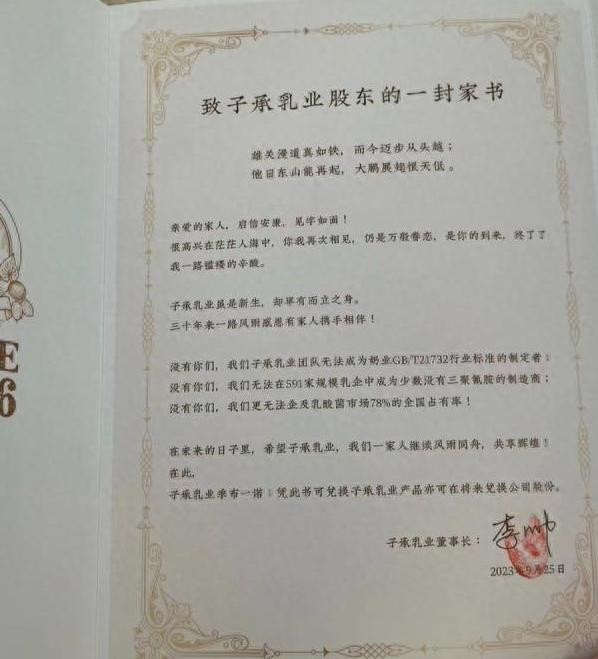 致子承乳业股东的一封家书
雄关漫道真如铁，而今迈步从头越；
他日东山能再起，大鹏展翅恨天低。
亲爱的家人，启信安康，见字如面！
很高兴在茫茫人海中，你我再次相见，仍是万般眷恋，是你的到来，终了了
我一路褴褛的辛酸。
子承乳业虽是新生，却早有而立之身。
三十年来一路风雨感恩有家人携手相伴！
没有你们，我们子承乳业团队无法成为奶业GB/T21732行业标准的制定者；
没有你们，我们无法在591家规模乳企中成为少数没有三聚氰胺的制造商；
没有你们，我们更无法企及乳酸菌市场78%的全国占有率！
在未来的日子里，希望子承乳业，我们一家人继续风雨同舟，共享辉煌！
在此，
子承乳业季布一诺：凭此书可兑换子承乳业产品亦可在将来兑换公司股份。
子承乳业董事长：
2023年9月25日
E
6